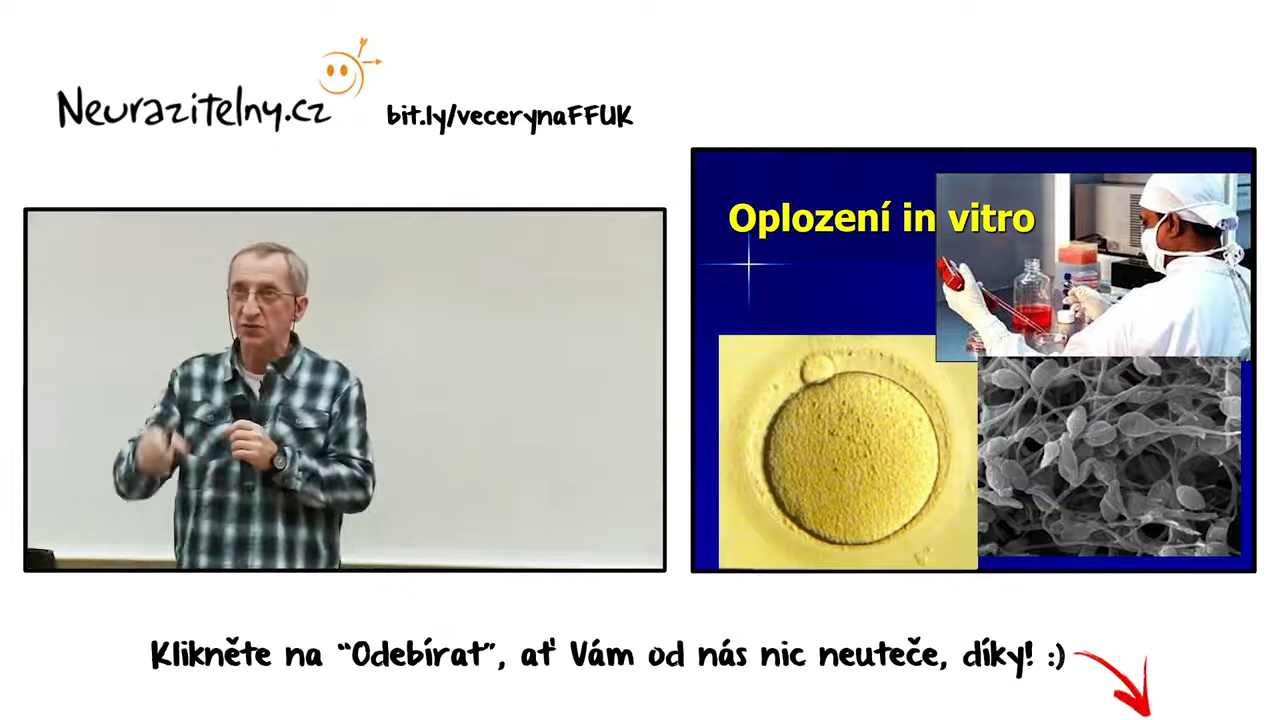 Neurazitelny.cz
bit.ly/vecerynaFFUK
Oplození in vitro
Klikněte na “Odebírat”, ať Vám od nás nic neuteče, díky! :)